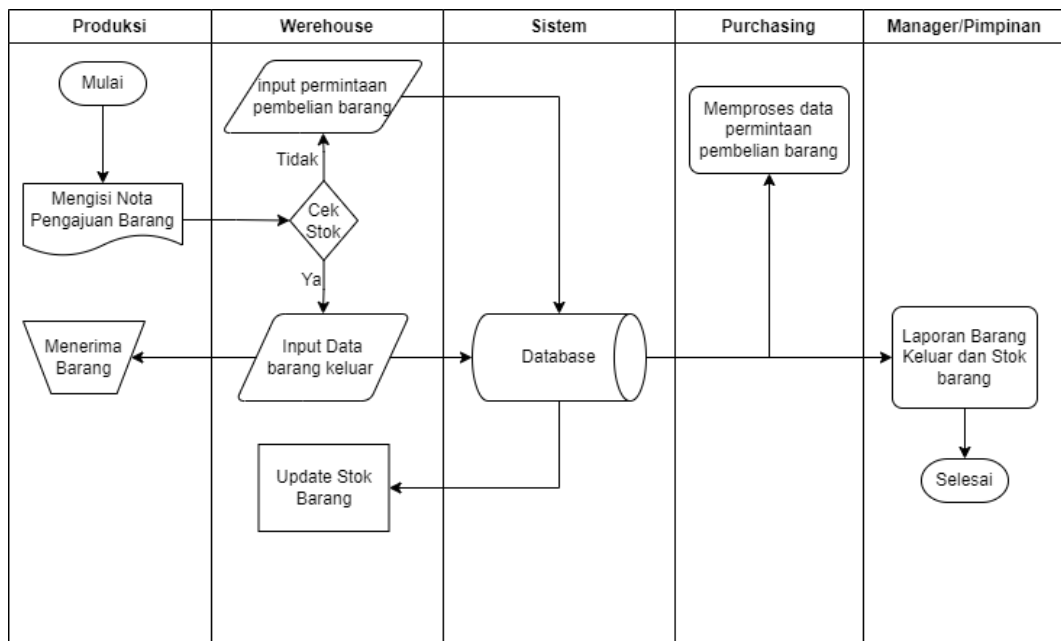 Produksi
Werehouse
Sistem
Purchasing
Manager/Pimpinan
Mulai
input permintaan
pembelian barang
Memproses data
permintaan
pembelian barang
Tidak
Mengisi Nota
Pengajuan Barang
Cek
Stok
Ya
Menerima
Barang
Input Data
barang keluar
Database
Laporan Barang
Keluar dan Stok
barang
Update Stok
Barang
Selesai